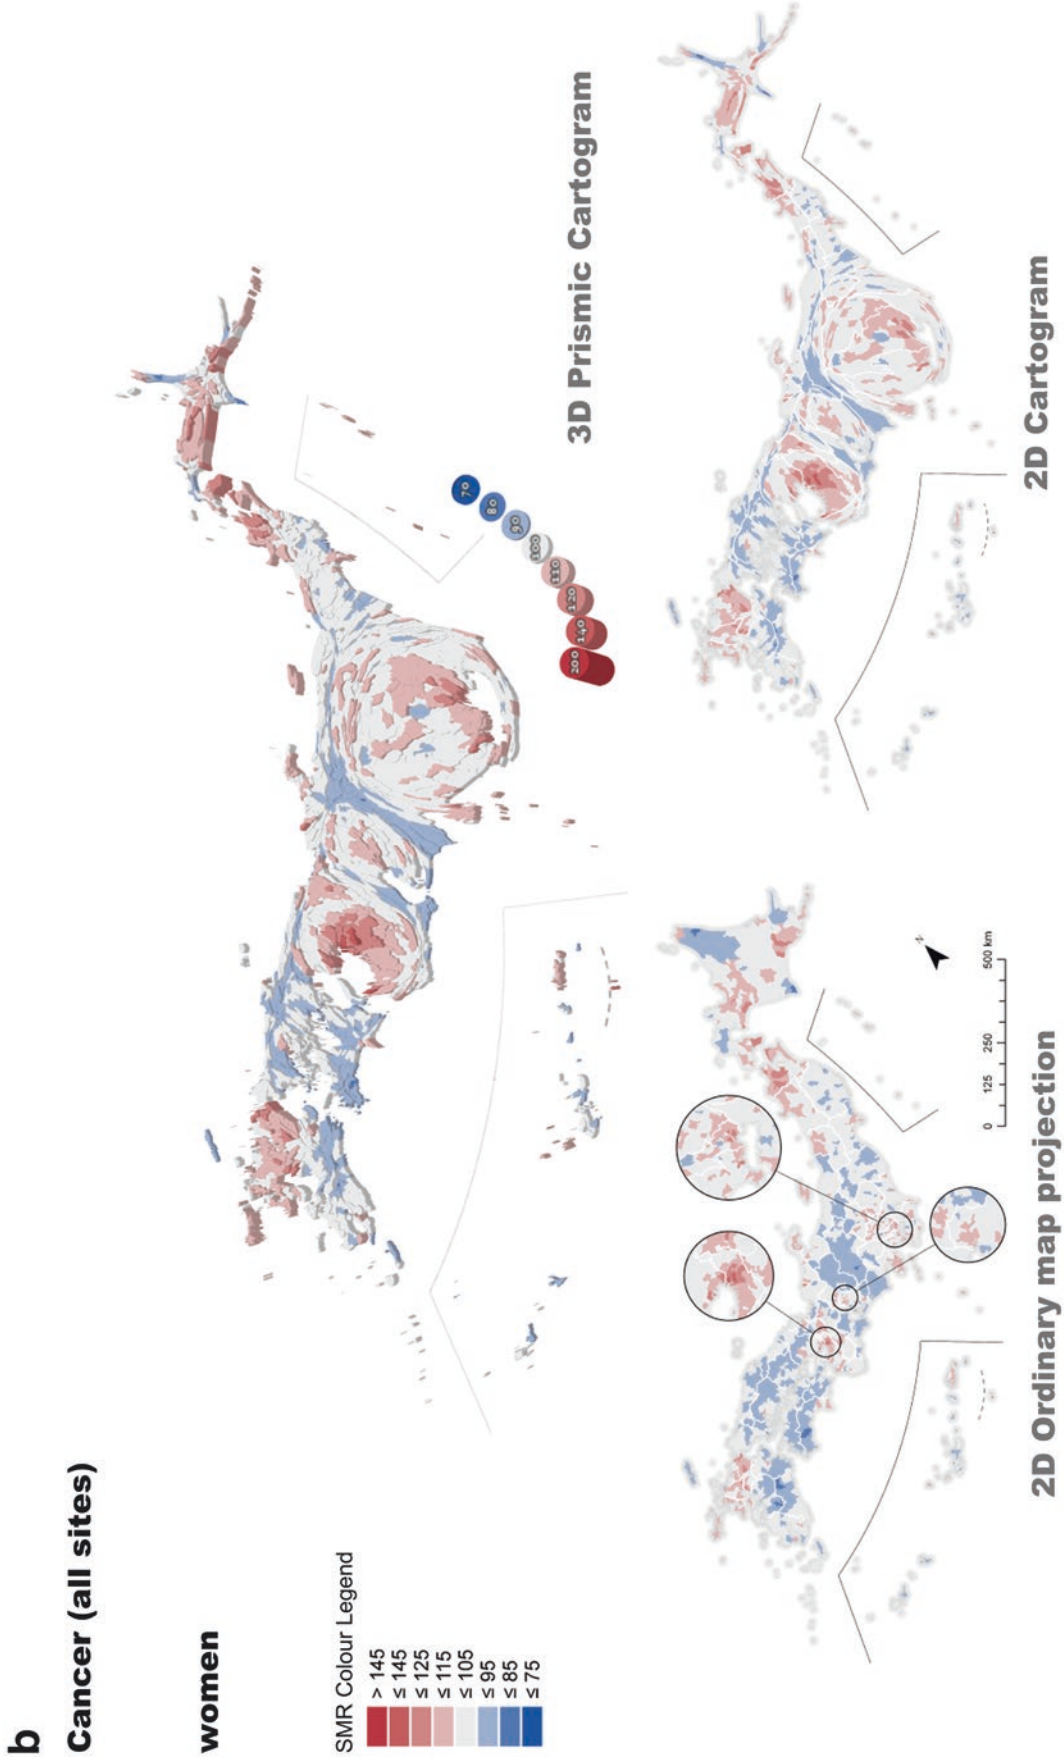 b
Cancer (all sites)
women
SMR Colour Legend
> 145
≤ 145
≤ 125
≤ 115
≤ 105
≤ 95
≤ 85
≤ 75
200
140
120
110
100
90
80
70
3D Prismic Cartogram
N
0 125 250 500 km
2D Ordinary map projection
2D Cartogram